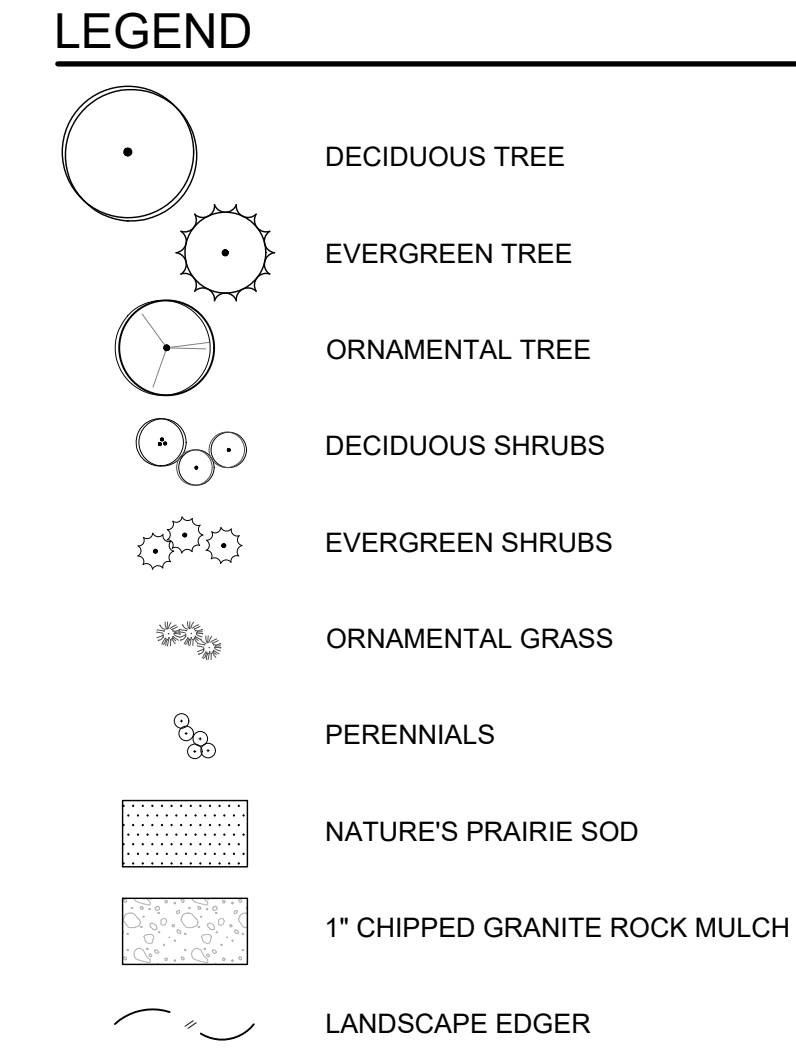 LEGEND
DECIDUOUS TREE
EVERGREEN TREE
ORNAMENTAL TREE
DECIDUOUS SHRUBS
EVERGREEN SHRUBS
ORNAMENTAL GRASS
PERENNIALS
NATURE'S PRAIRIE SOD
1" CHIPPED GRANITE ROCK MULCH
LANDSCAPE EDGER